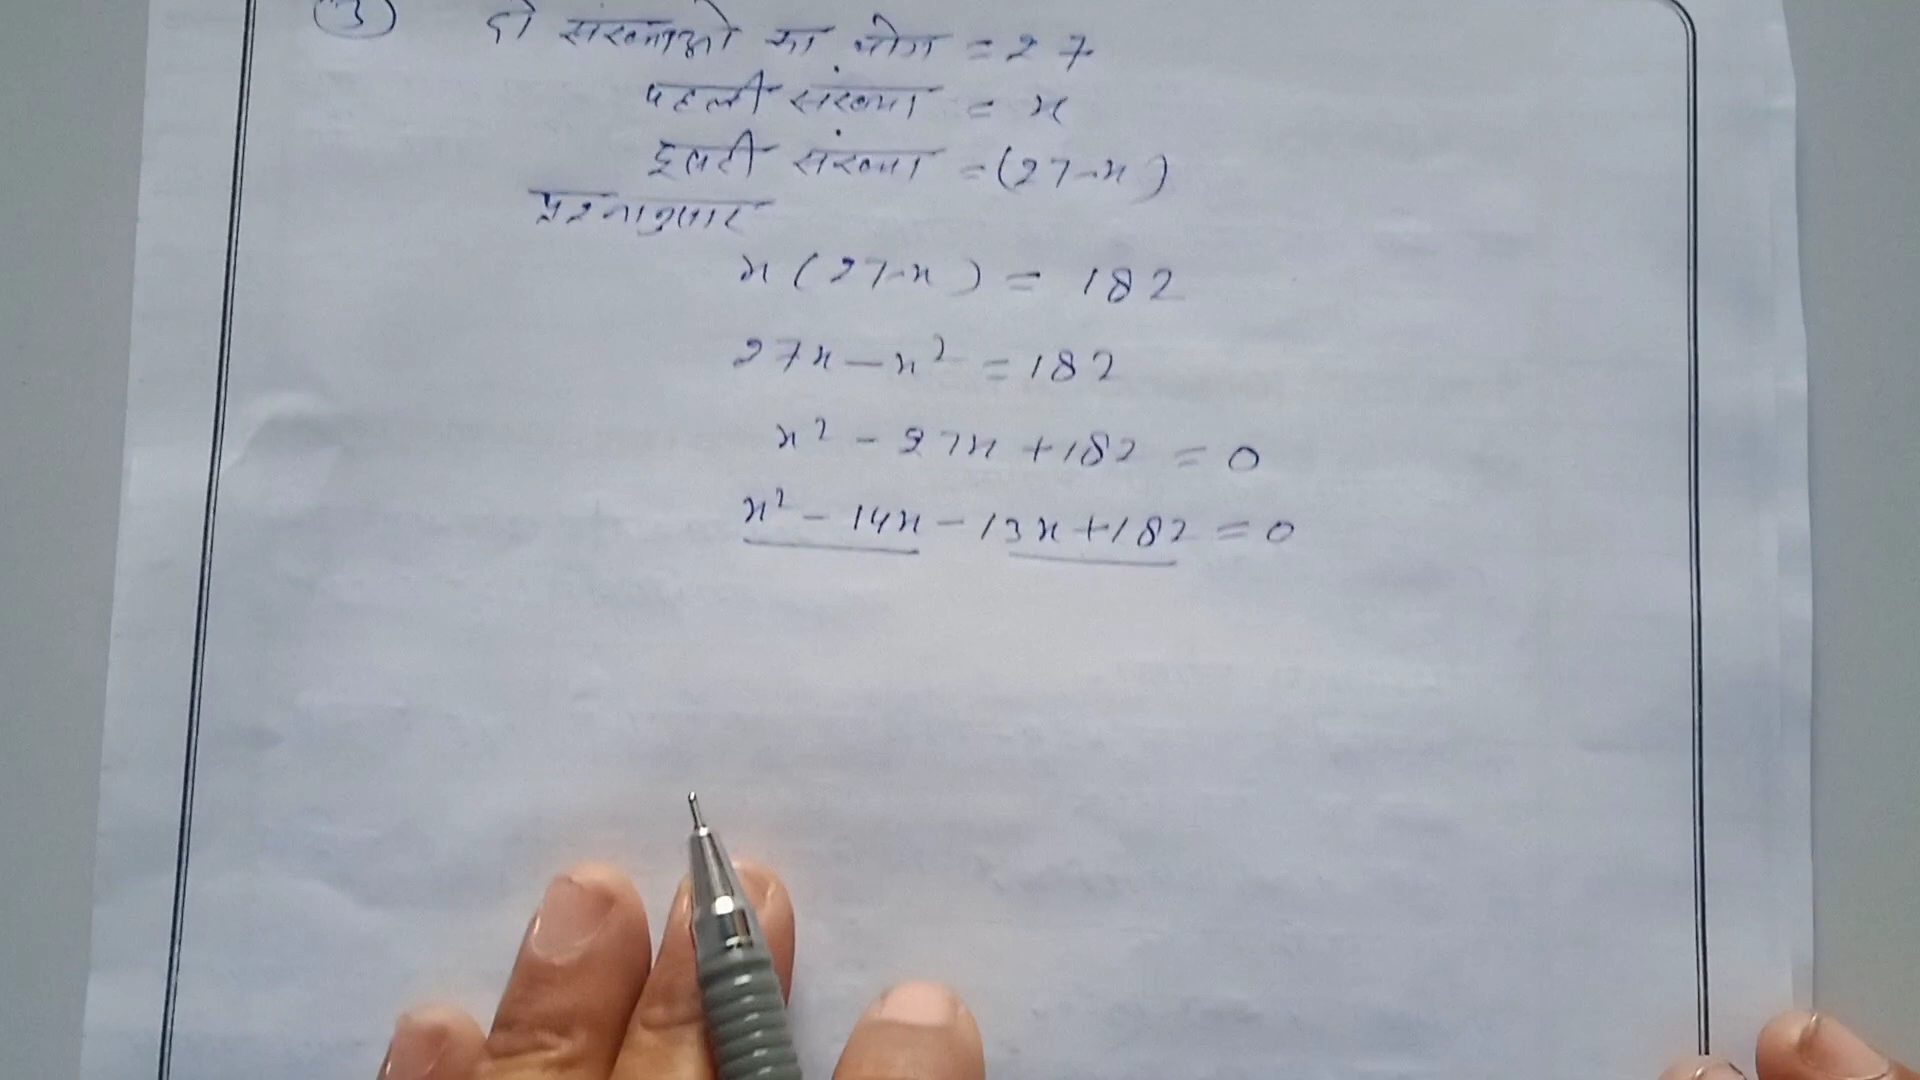 3 दो संख्याओ का योग = 27
पहली संख्या = x
दूसरी संख्या = (27-x)
प्रश्नानुसार
x (27-x) = 182
27x - x² = 182
x² - 27x + 182 = 0
x² - 14x - 13x + 182 = 0